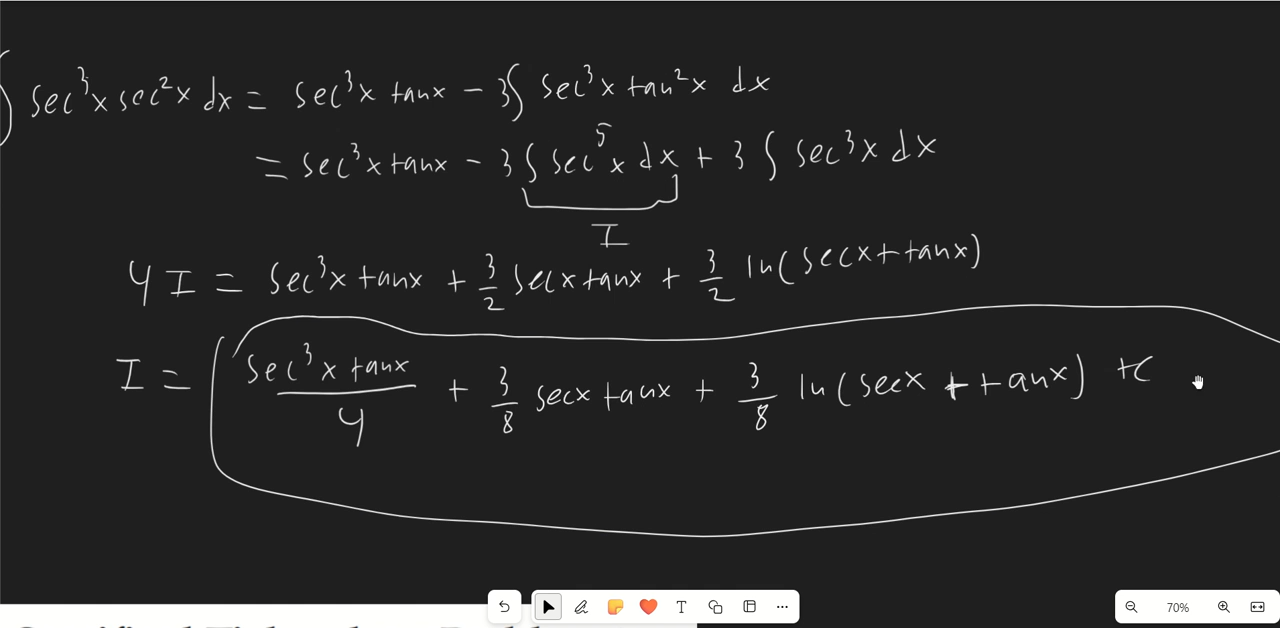 ∫ sec³x sec²x dx = sec³x tanx − 3∫ sec³x tan²x dx
= sec³x tanx − 3∫ sec⁵x dx + 3∫ sec³x dx
I
4I = sec³x tanx + 3/2 secx tanx + 3/2 ln(secx + tanx)
I = sec³x tanx/4 + 3/8 secx tanx + 3/8 ln(secx + tanx) + C
T
70%